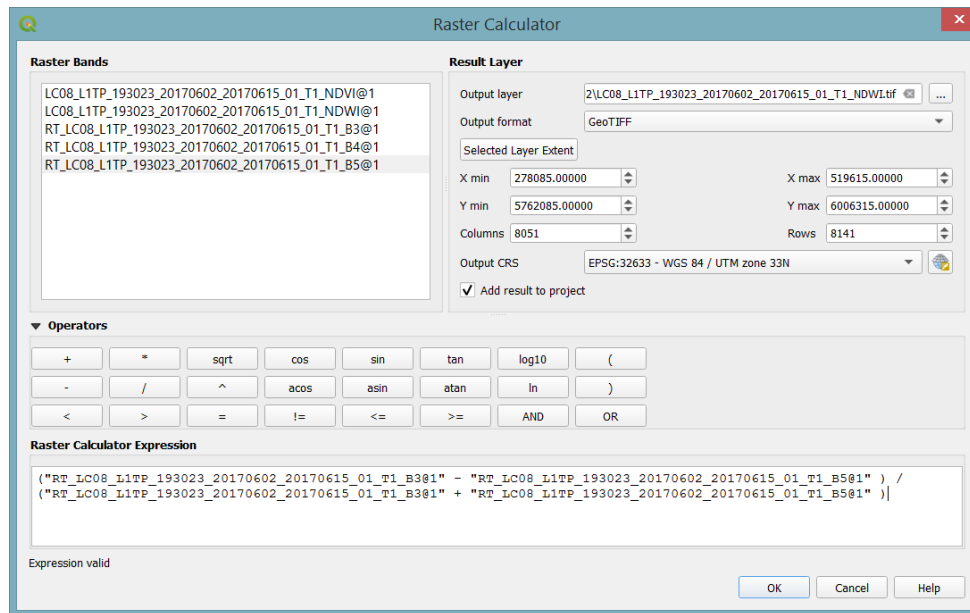 Raster Calculator
Raster Bands
LC08_L1TP_193023_20170602_20170615_01_T1_NDVI@1
LC08_L1TP_193023_20170602_20170615_01_T1_NDWI@1
RT_LC08_L1TP_193023_20170602_20170615_01_T1_B3@1
RT_LC08_L1TP_193023_20170602_20170615_01_T1_B4@1
RT_LC08_L1TP_193023_20170602_20170615_01_T1_B5@1
Result Layer
Output layer 2\LC08_L1TP_193023_20170602_20170615_01_T1_NDWI.tif ...
Output format GeoTIFF
Selected Layer Extent
X min 278085.00000 X max 519615.00000
Y min 5762085.00000 Y max 6006315.00000
Columns 8051 Rows 8141
Output CRS EPSG:32633 - WGS 84 / UTM zone 33N
Add result to project
Operators
+ * sqrt cos sin tan log10 (
- / ^ acos asin atan ln )
< > = != <= >= AND OR
Raster Calculator Expression
("RT_LC08_L1TP_193023_20170602_20170615_01_T1_B3@1" - "RT_LC08_L1TP_193023_20170602_20170615_01_T1_B5@1" ) /
("RT_LC08_L1TP_193023_20170602_20170615_01_T1_B3@1" + "RT_LC08_L1TP_193023_20170602_20170615_01_T1_B5@1" )
Expression valid
OK Cancel Help